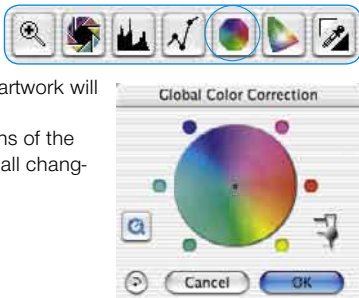 artwork will
ns of the
all chang-
Global Color Correction
Cancel
OK